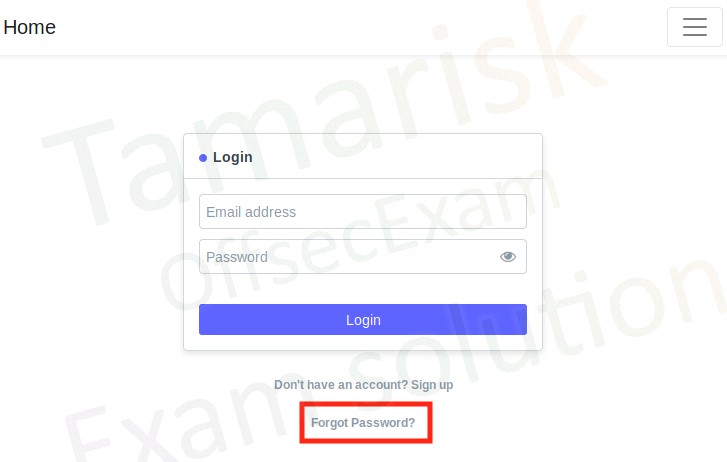 Home
Tamarisk
Login
Email address
OffsecExam
Password
Login
Exam solution
Don't have an account? Sign up
Forgot Password?